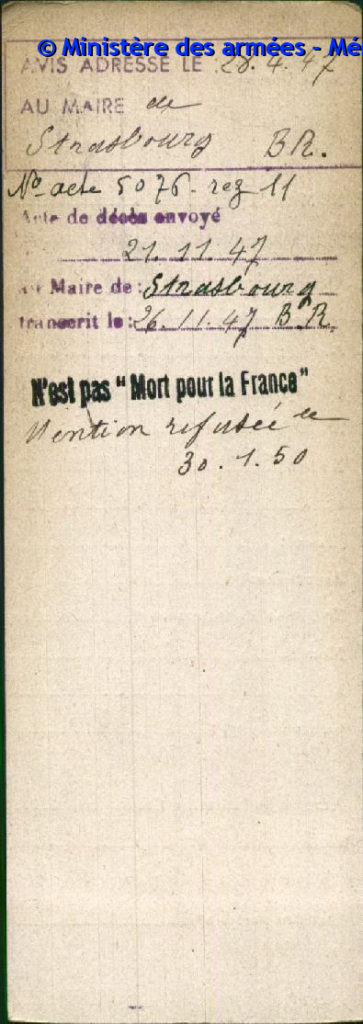 © Ministère des armées - Mé
AVIS ADRESSÉ LE 28.4.47
AU MAIRE de
Strasbourg BR.
No acte 5076. reg 11
Acte de décès envoyé
21.11.47
au Maire de : Strasbourg
transcrit le : 26.11.47 B.R.
N'est pas "Mort pour la France"
Mention refusée le
30.1.50